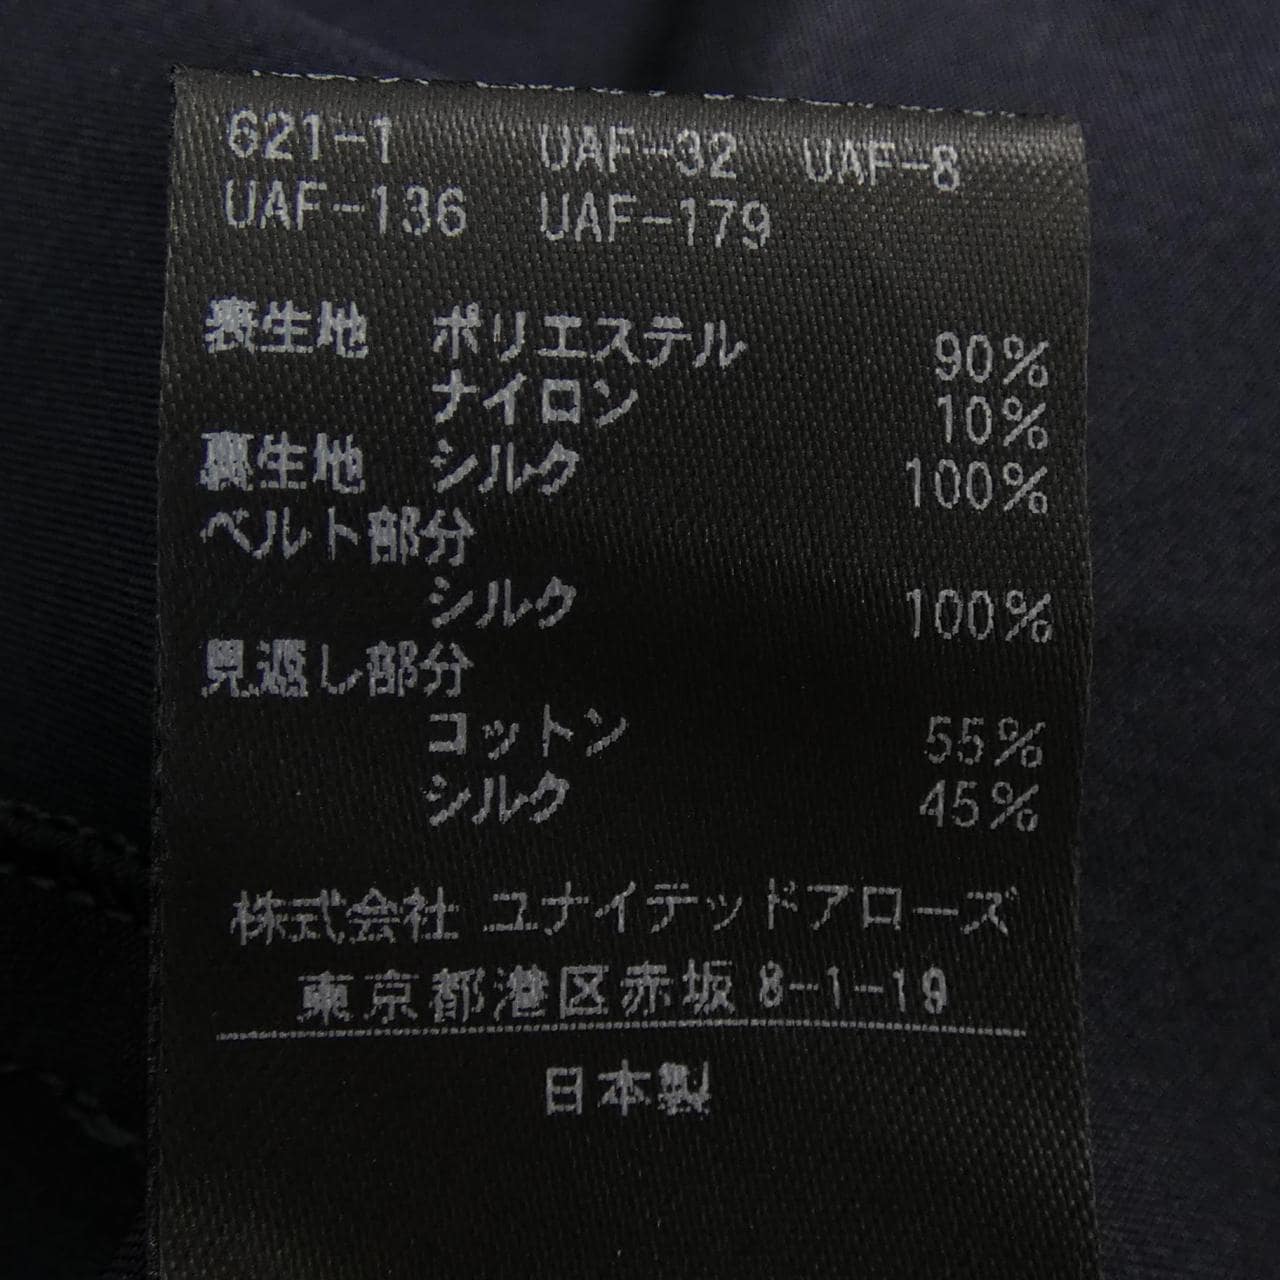 621-1 UAF-32 UAF-8
UAF-136 UAF-179
表生地 ポリエステル 90%
ナイロン 10%
裏生地 シルク 100%
ベルト部分
シルク 100%
見返し部分
コットン 55%
シルク 45%
株式会社 ユナイテッドアローズ
東京都港区赤坂 8-1-19
日本製